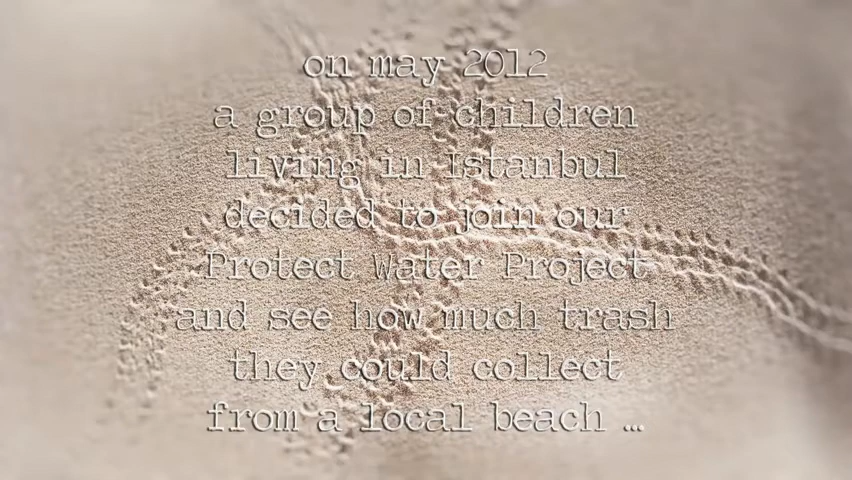 on may 2012
a group of children
living in Istanbul
decided to join our
Protect Water Project
and see how much trash
they could collect
from a local beach ...